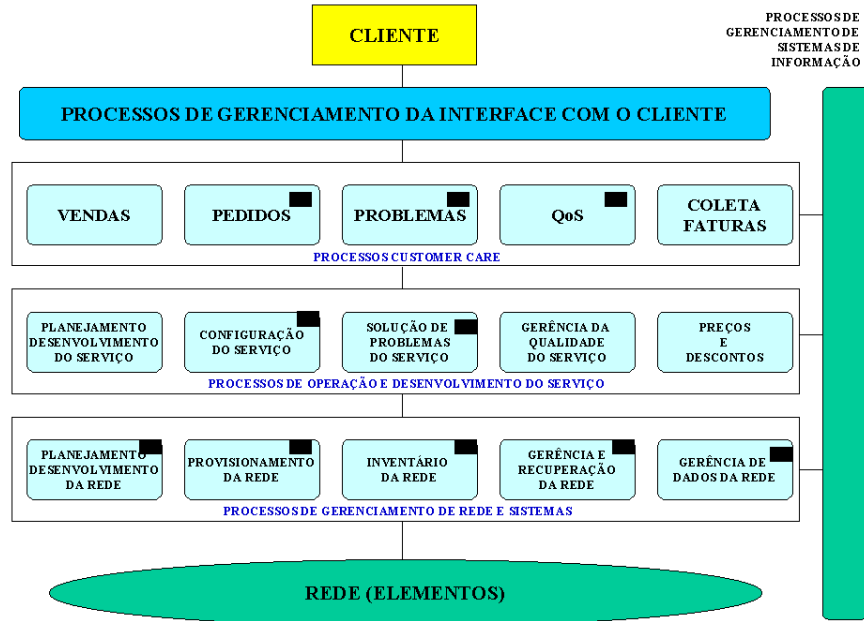 CLIENTE
PROCESSOS DE
GERENCIAMENTO DE
SISTEMAS DE
INFORMAÇÃO
PROCESSOS DE GERENCIAMENTO DA INTERFACE COM O CLIENTE
VENDAS
PEDIDOS
PROBLEMAS
QoS
COLETA
FATURAS
PROCESSOS CUSTOMER CARE
PLANEJAMENTO
DESENVOLVIMENTO
DO SERVIÇO
CONFIGURAÇÃO
DO SERVIÇO
SOLUÇÃO DE
PROBLEMAS
DO SERVIÇO
GERÊNCIA DA
QUALIDADE
DO SERVIÇO
PREÇOS
E
DESCONTOS
PROCESSOS DE OPERAÇÃO E DESENVOLVIMENTO DO SERVIÇO
PLANEJAMENTO
DESENVOLVIMENTO
DA REDE
PROVISIONAMENTO
DA REDE
INVENTÁRIO
DA REDE
GERÊNCIA E
RECUPERAÇÃO
DA REDE
GERÊNCIA DE
DADOS DA REDE
PROCESSOS DE GERENCIAMENTO DE REDE E SISTEMAS
REDE (ELEMENTOS)